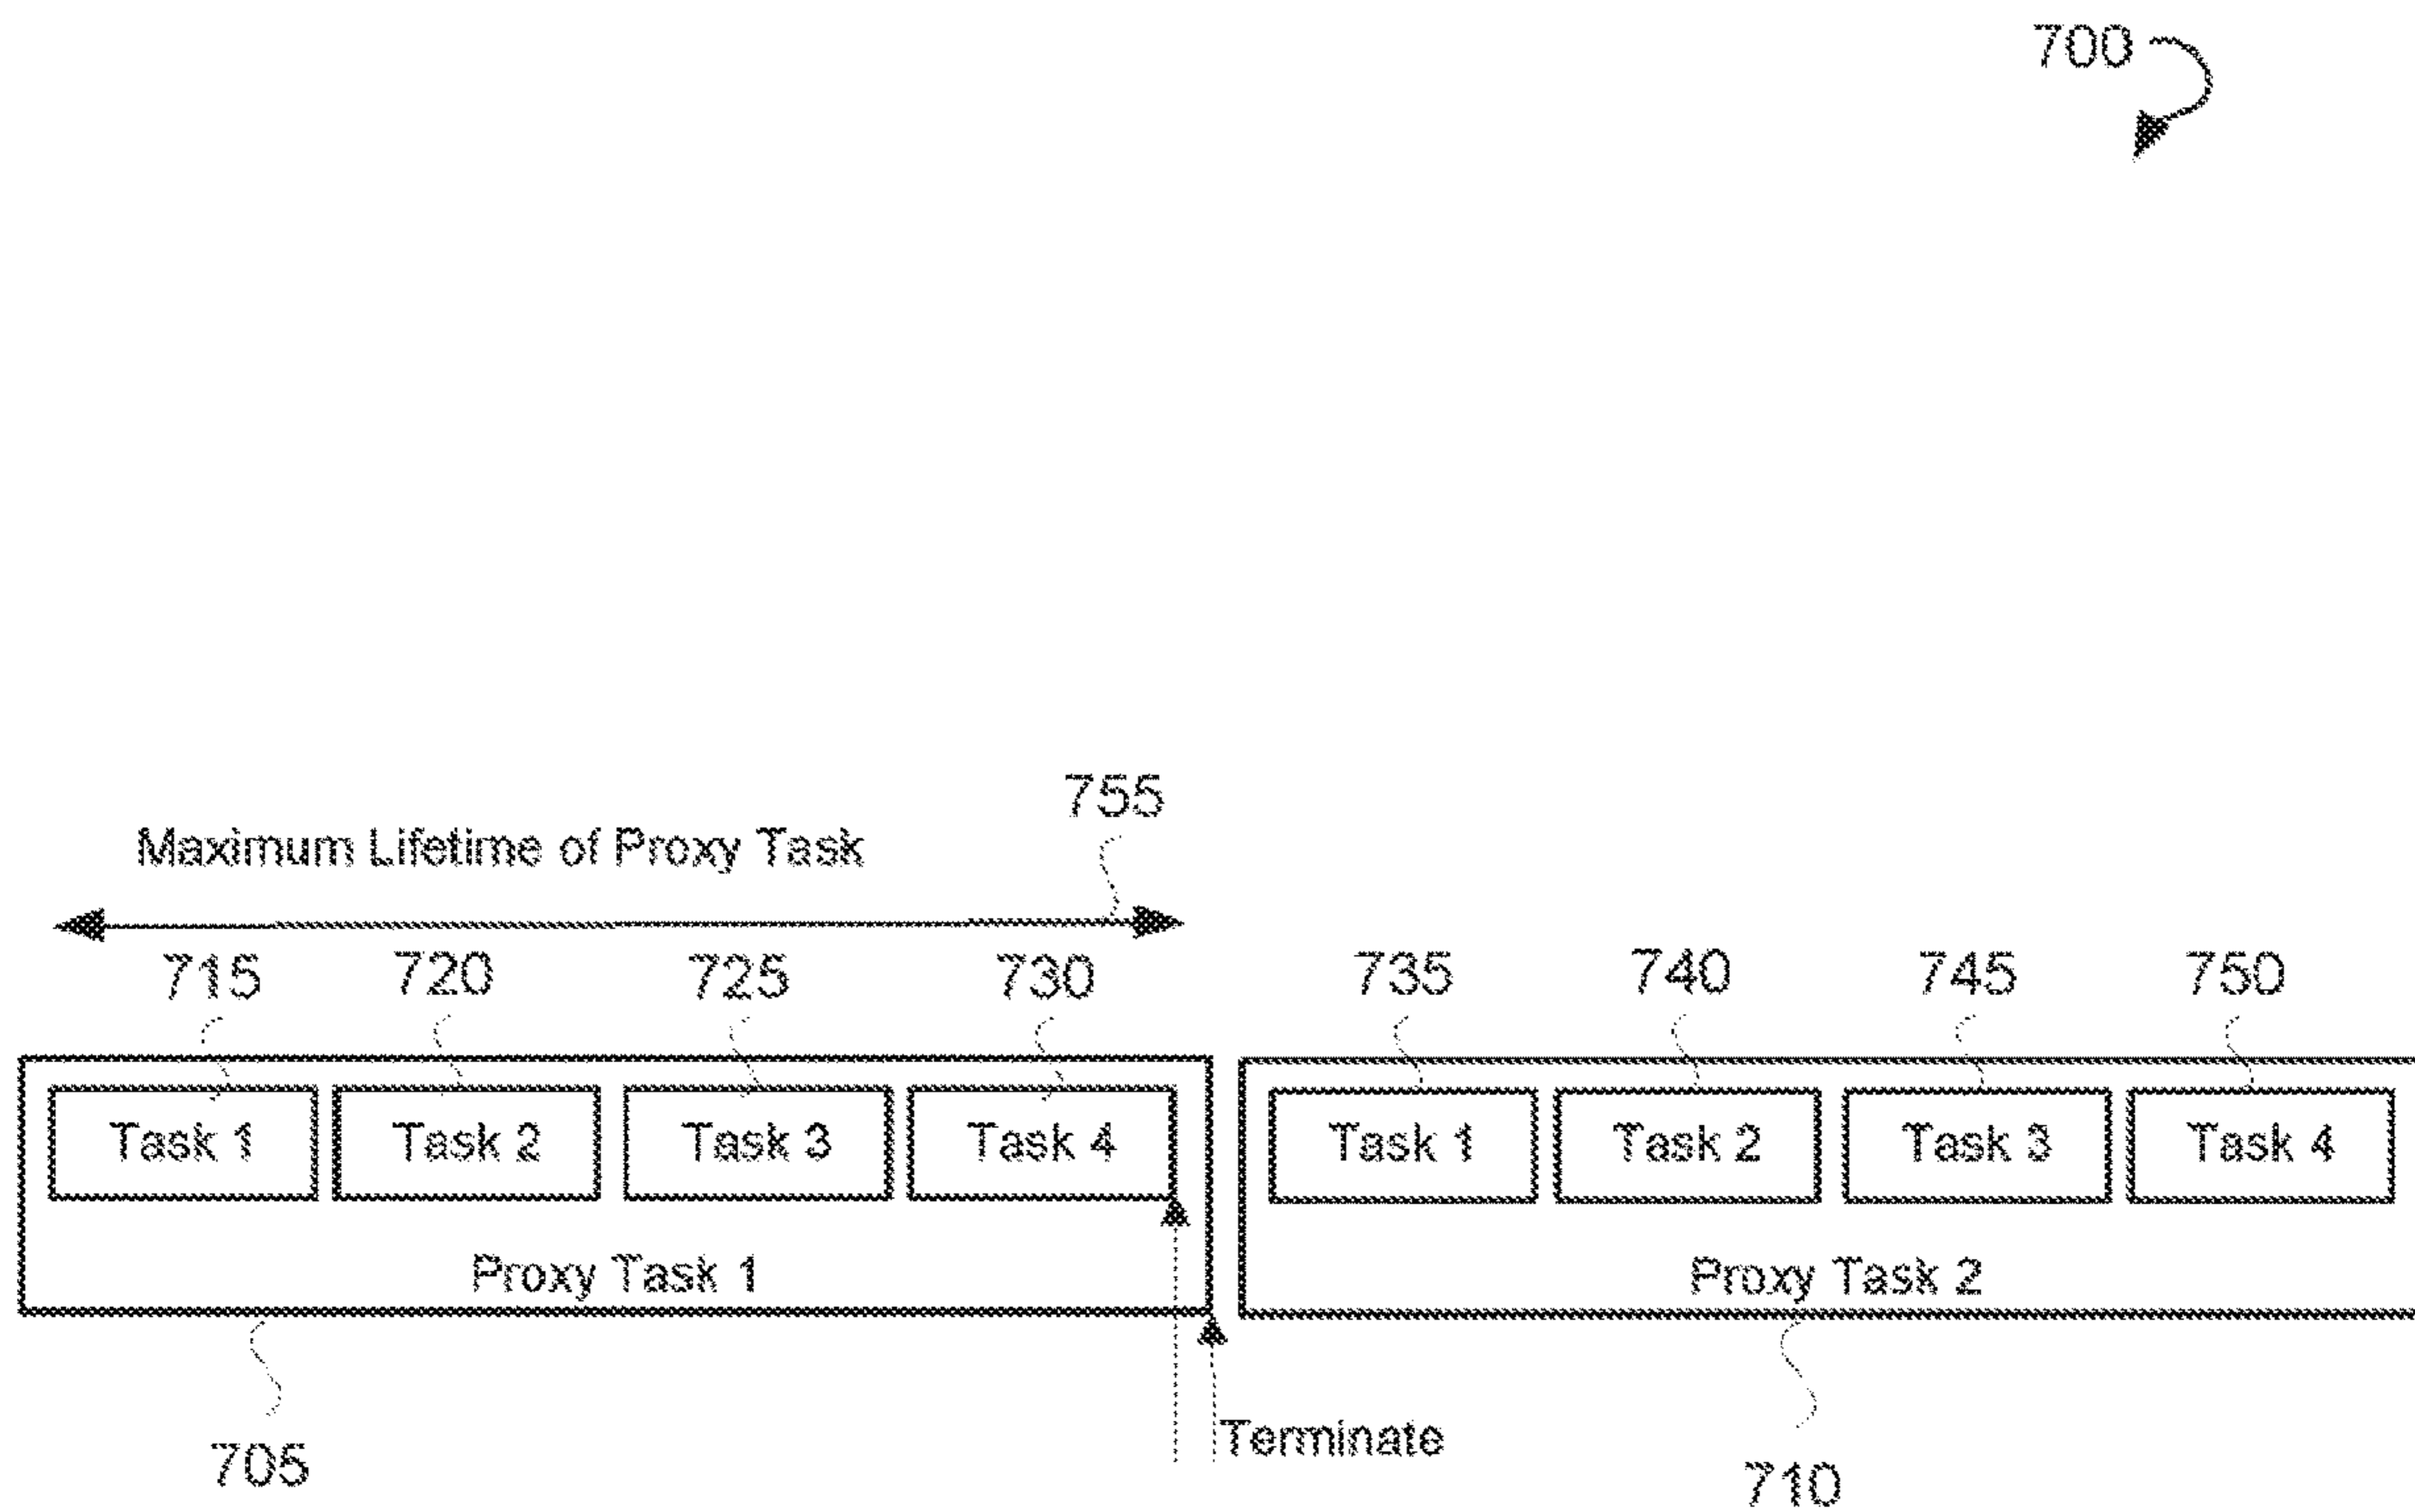 700
755
Maximum Lifetime of Proxy Task
715 720 725 730 735 740 745 750
Task 1 Task 2 Task 3 Task 4 Task 1 Task 2 Task 3 Task 4
Proxy Task 1 Proxy Task 2
Terminate
705 710